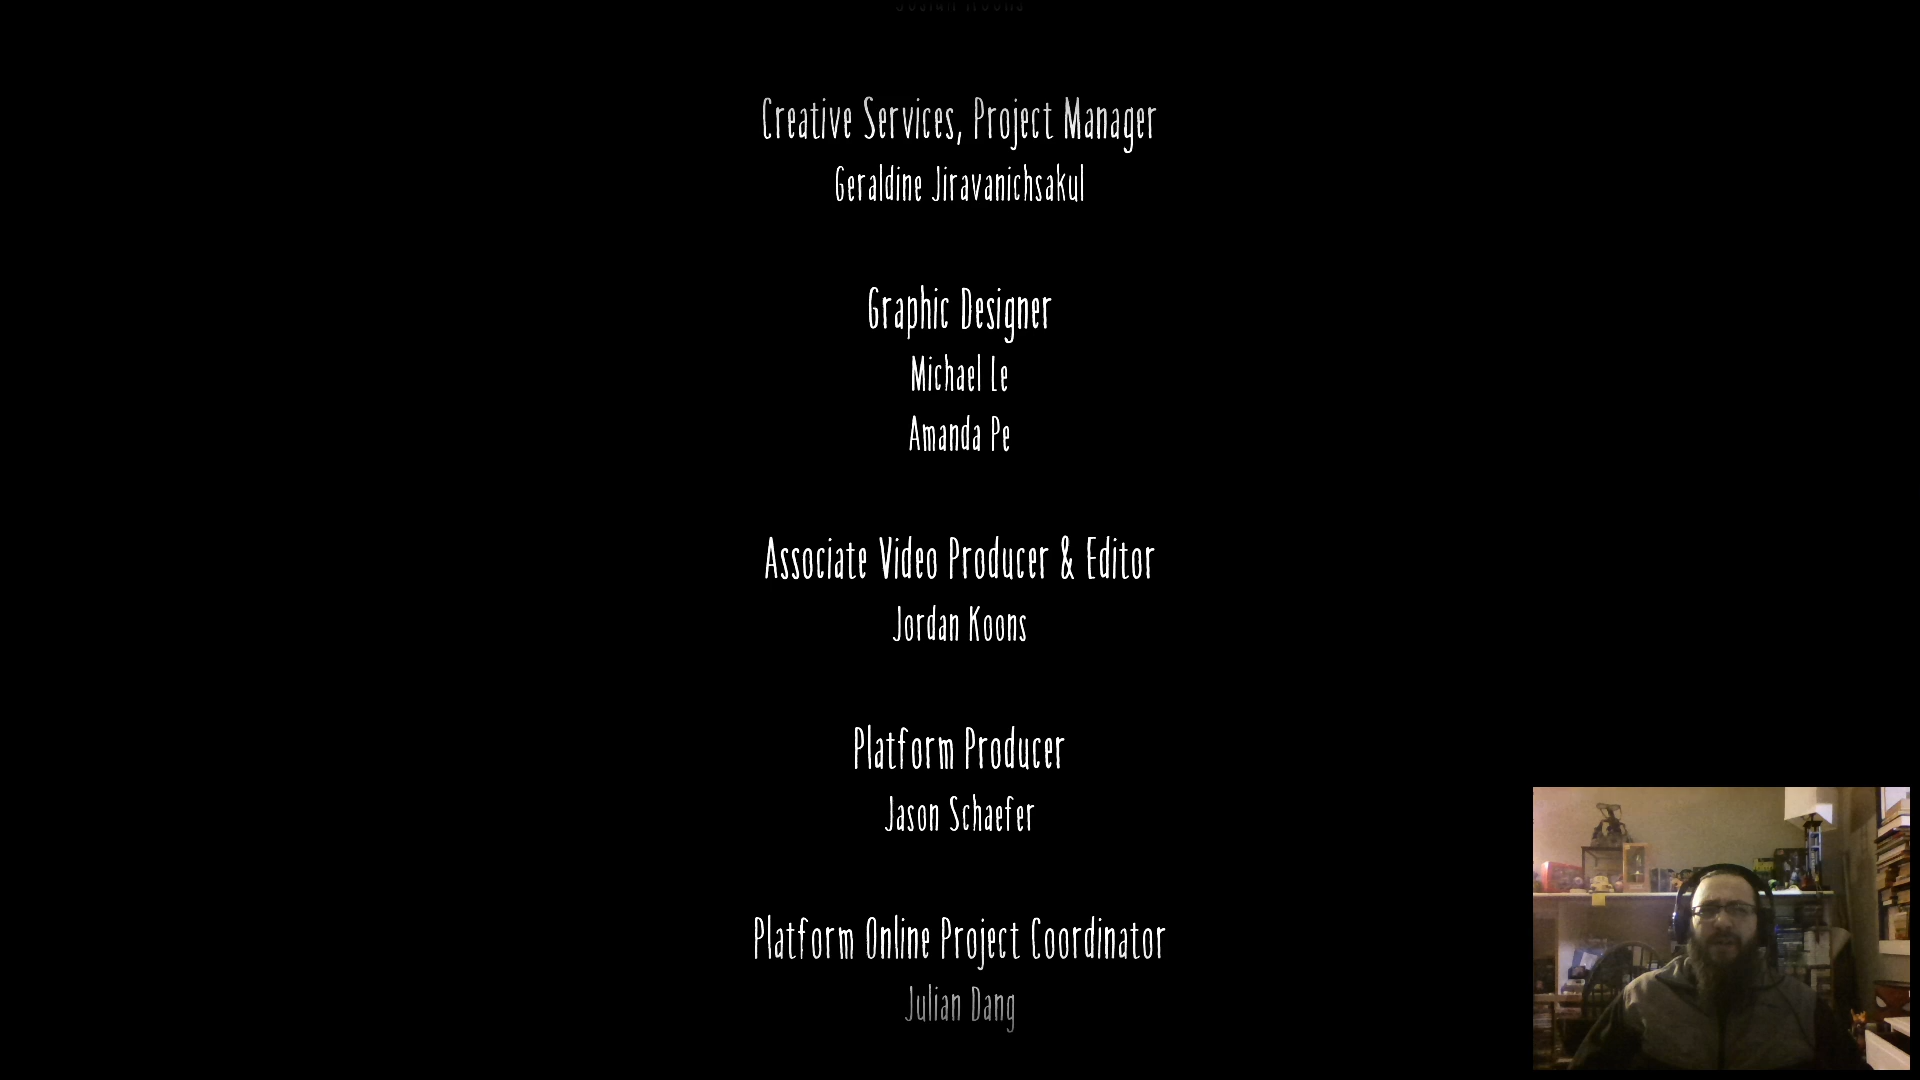 Creative Services, Project Manager
Geraldine Jiravanichsakul
Graphic Designer
Michael Le
Amanda Pe
Associate Video Producer & Editor
Jordan Koons
Platform Producer
Jason Schaefer
Platform Online Project Coordinator
Julian Dang